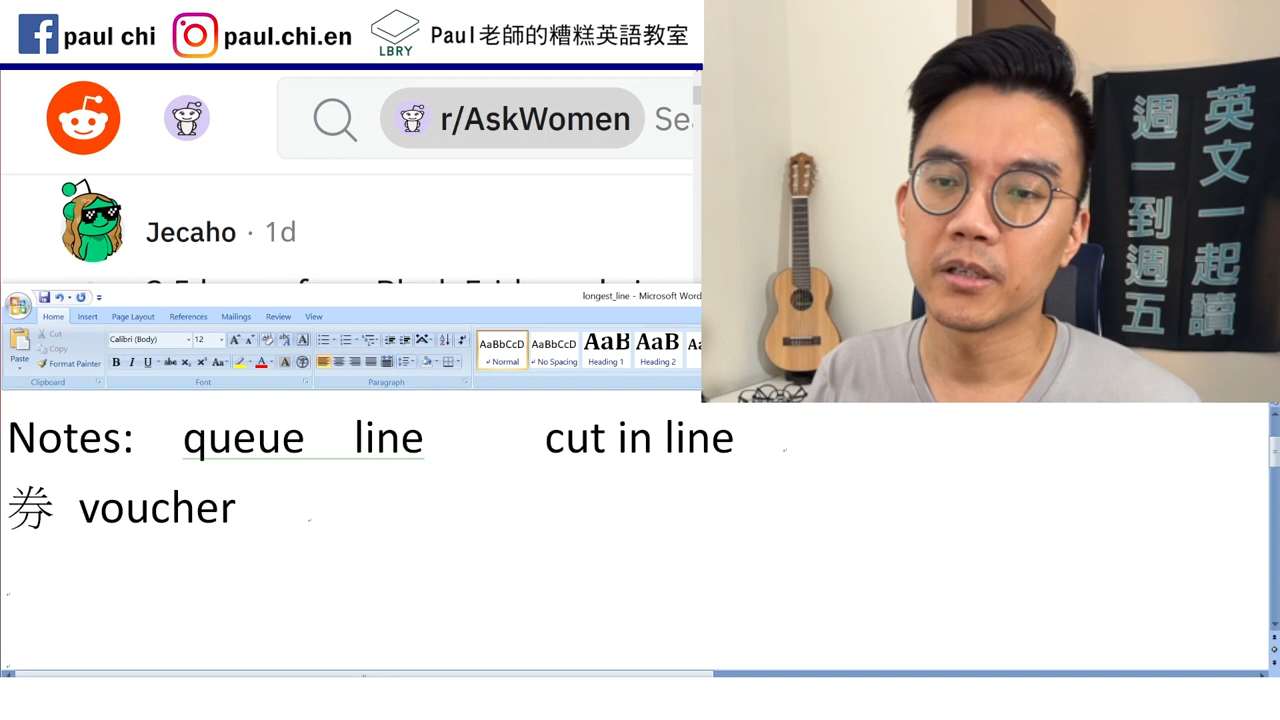 paul chi
paul.chi.en
LBRY
Paul老師的糟糕英語教室
r/AskWomen
Jecaho · 1d
longest_line - Microsoft Word
Home Insert Page Layout References Mailings Review View
Paste
Cut
Copy
Format Painter
Clipboard
Calibri (Body) 12
Font
Paragraph
AaBbCcD AaBbCcD AaB AaB
Normal No Spacing Heading 1 Heading 2
Notes: queue line cut in line
券 voucher
英文一起讀
週一到週五